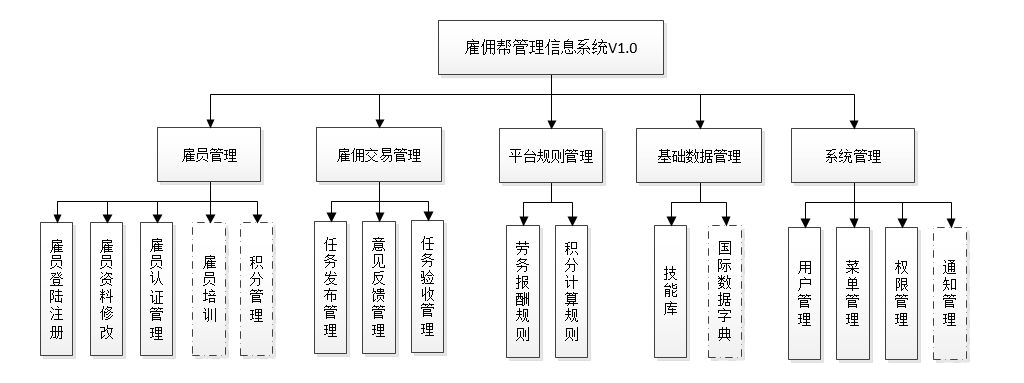 雇佣帮管理信息系统V1.0
雇员管理
雇佣交易管理
平台规则管理
基础数据管理
系统管理
雇员登陆注册
雇员资料修改
雇员认证管理
雇员培训
积分管理
任务发布管理
意见反馈管理
任务验收管理
劳务报酬规则
积分计算规则
技能库
国际数据字典
用户管理
菜单管理
权限管理
通知管理